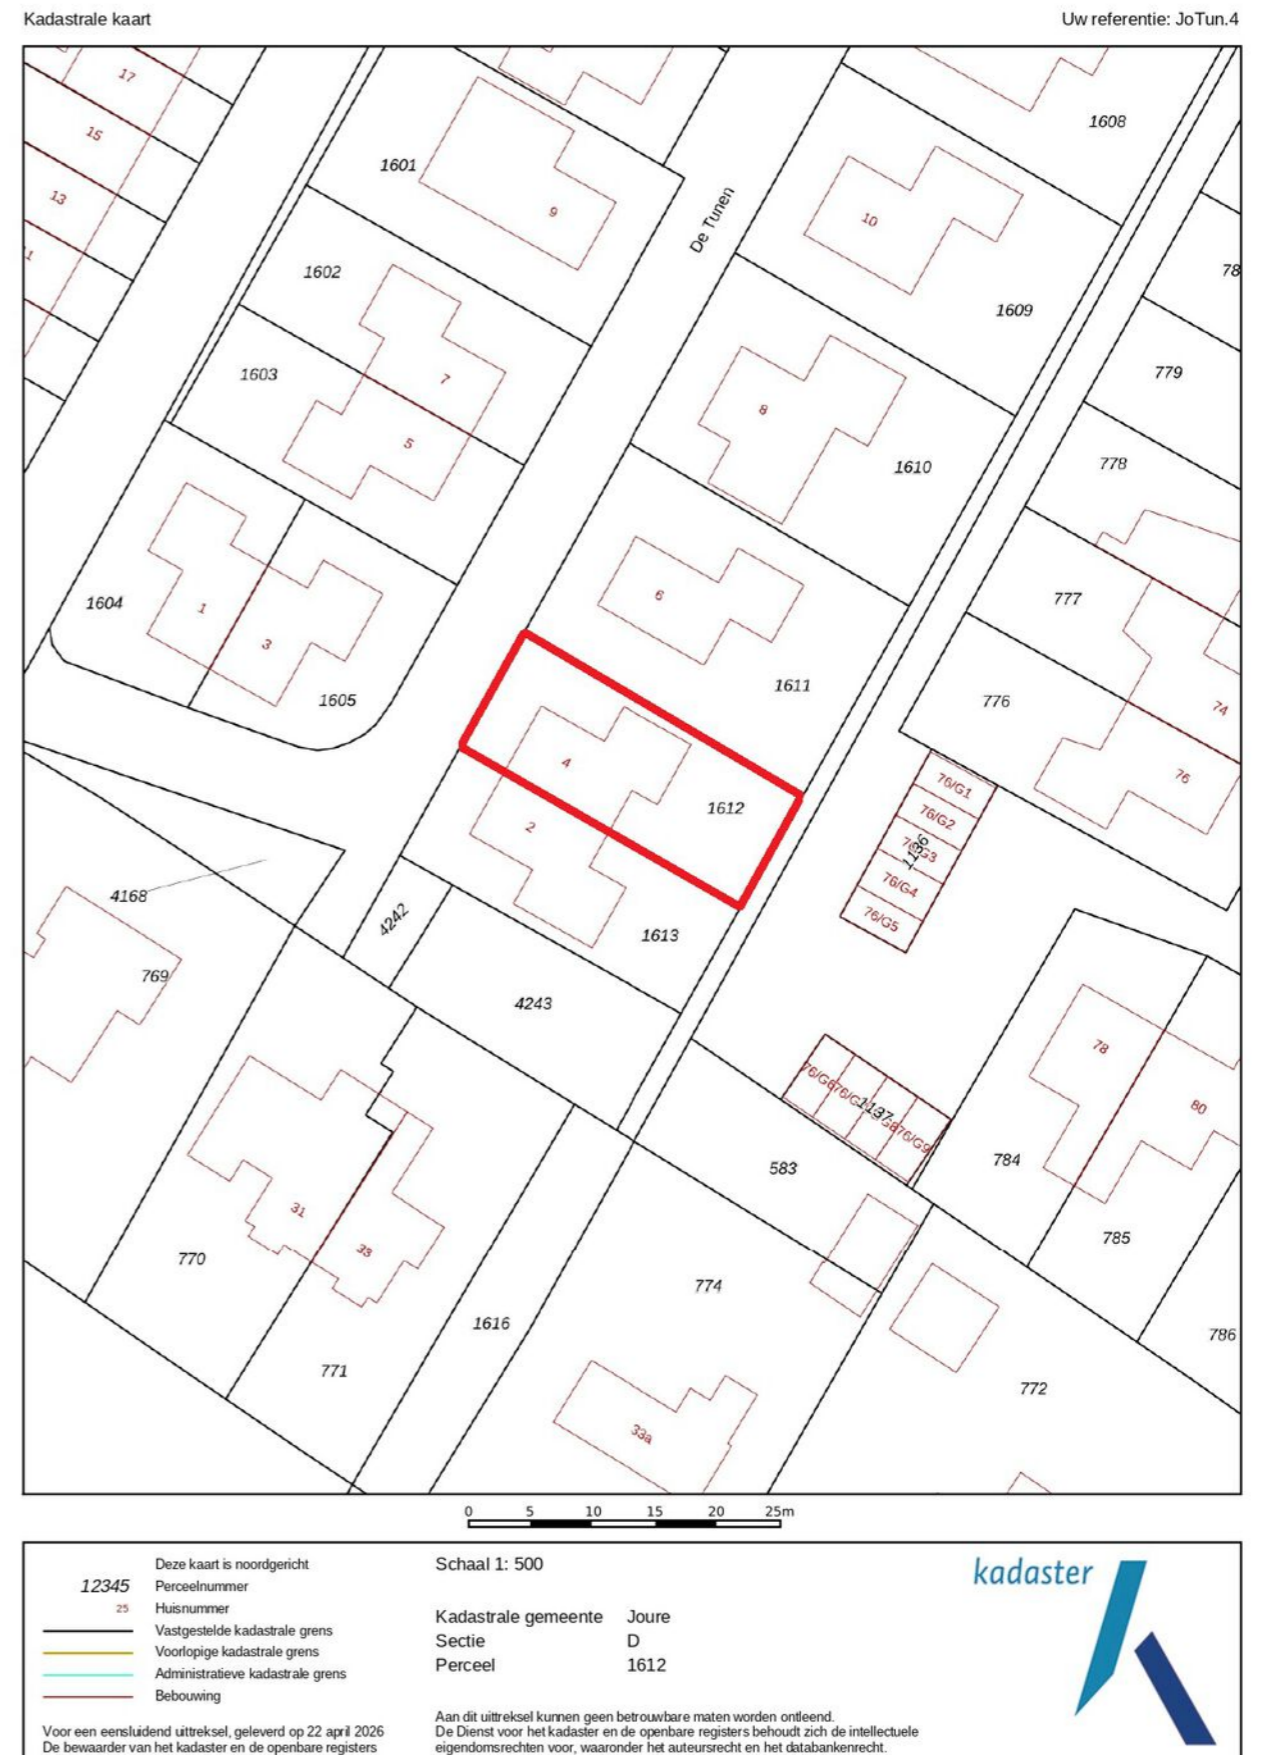 Kadastrale kaart
Uw referentie: JoTun.4
17
15
13
1608
1601
9
De Tunen
10
1602
78
1609
1603
7
779
8
5
778
1610
1604
1
3
6
777
1605
1611
776
74
4
76
76/G1
1612
76/G2
2
76/G3
1136
76/G4
4168
4242
76/G5
1613
769
4243
78
76/G6
1137
76/G9
80
583
784
31
33
785
770
774
1616
786
771
772
33a
0 5 10 15 20 25m
Deze kaart is noordgericht
12345 Perceelnummer
25 Huisnummer
Vastgestelde kadastrale grens
Voorlopige kadastrale grens
Administratieve kadastrale grens
Bebouwing
Voor een eensluidend uittreksel, geleverd op 22 april 2026
De bewaarder van het kadaster en de openbare registers
Schaal 1: 500
Kadastrale gemeente Joure
Sectie D
Perceel 1612
Aan dit uittreksel kunnen geen betrouwbare maten worden ontleend.
De Dienst voor het kadaster en de openbare registers behoudt zich de intellectuele
eigendomsrechten voor, waaronder het auteursrecht en het databankenrecht.
kadaster